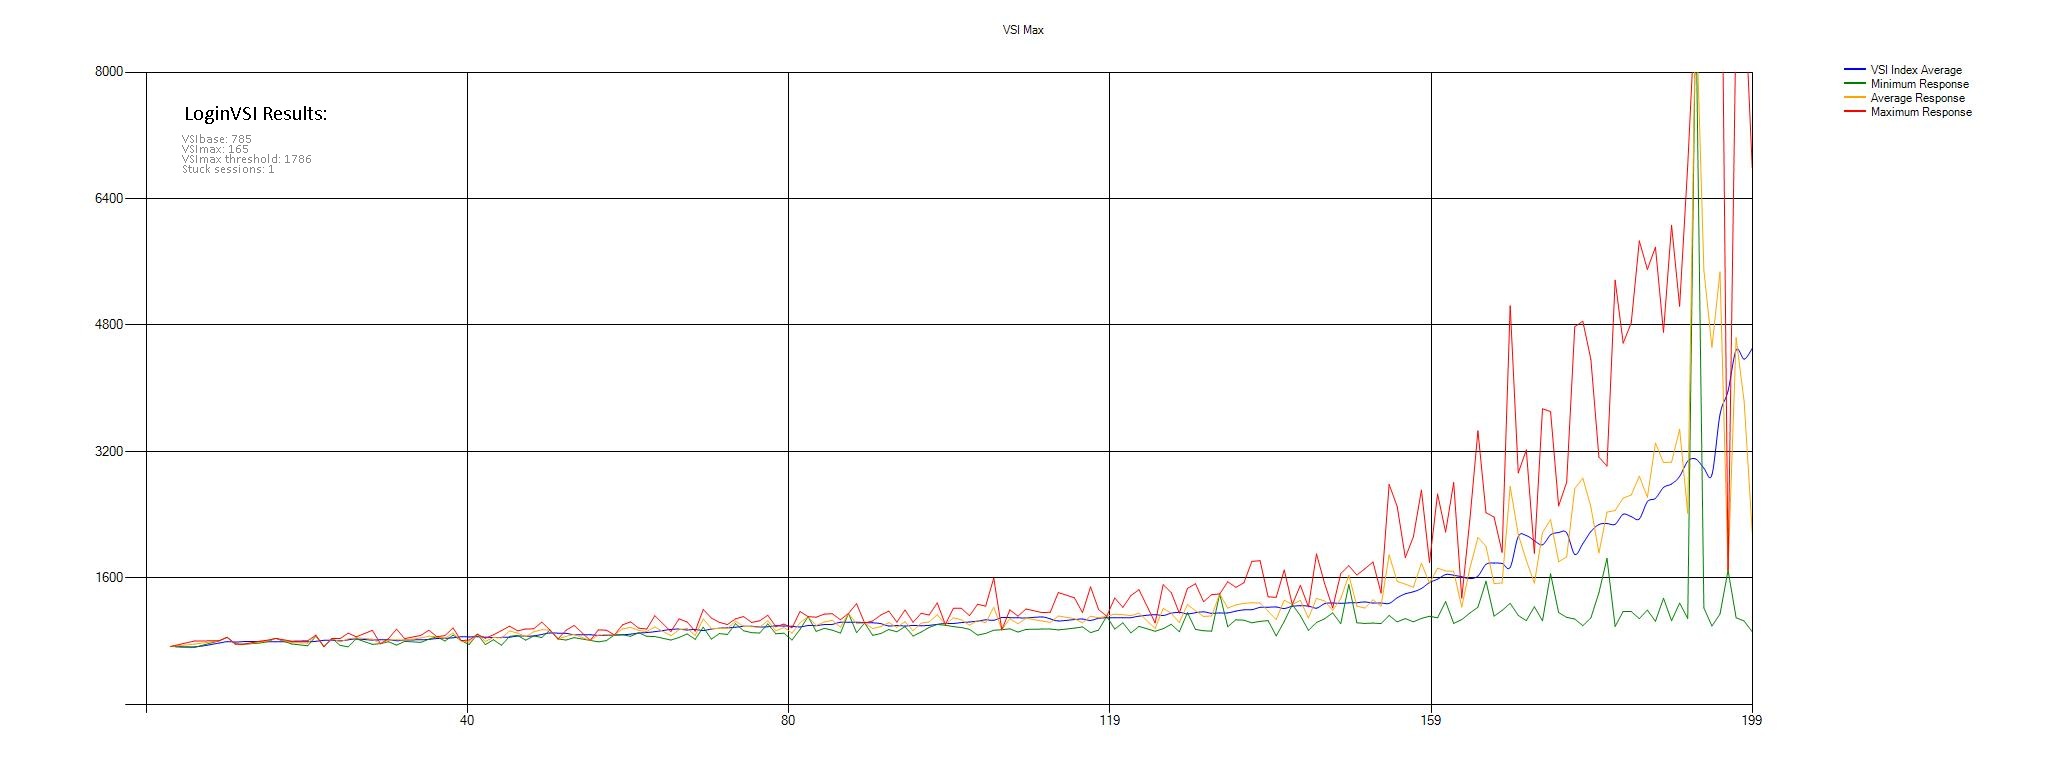 VSI Max
8000
6400
4800
3200
1600
40
80
119
159
199
LoginVSI Results:
VSIbase: 785
VSImax: 165
VSImax threshold: 1786
Stuck sessions: 1
VSI Index Average
Minimum Response
Average Response
Maximum Response